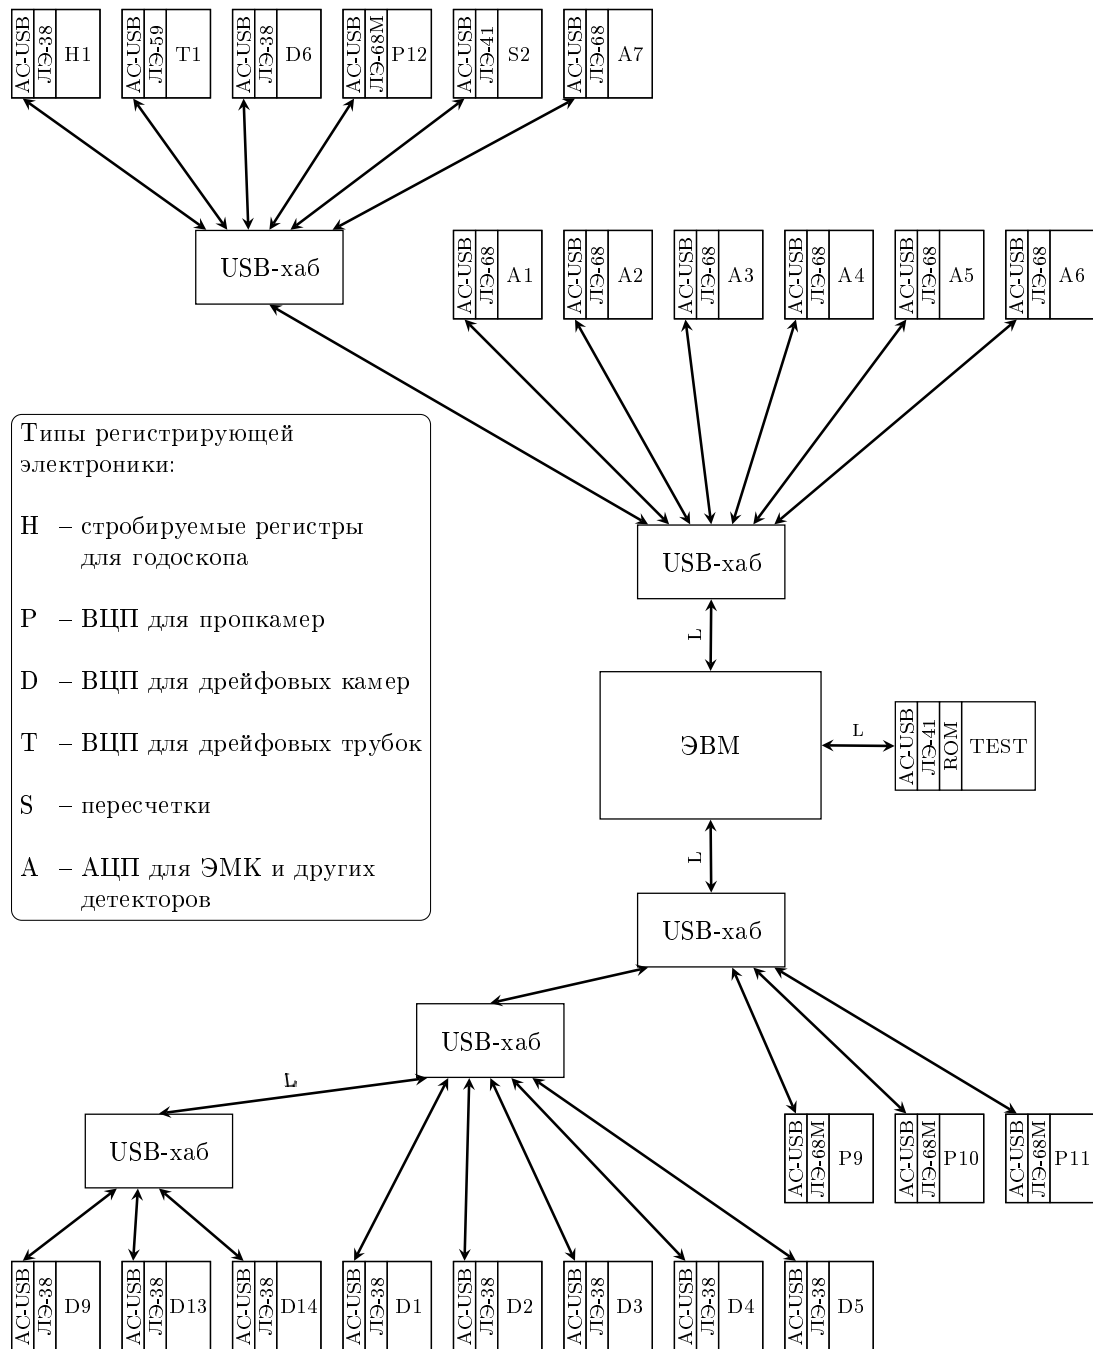 АС-USB ЛЭ-38 H1
АС-USB ЛЭ-59 T1
АС-USB ЛЭ-38 D6
АС-USB ЛЭ-68М P12
АС-USB ЛЭ-41 S2
АС-USB ЛЭ-68 A7
USB-хаб
АС-USB ЛЭ-68 A1
АС-USB ЛЭ-68 A2
АС-USB ЛЭ-68 A3
АС-USB ЛЭ-68 A4
АС-USB ЛЭ-68 A5
АС-USB ЛЭ-68 A6
Типы регистрирующей
электроники:
H – стробируемые регистры
для годоскопа
P – ВЦП для пропкамер
D – ВЦП для дрейфовых камер
T – ВЦП для дрейфовых трубок
S – пересчетки
A – АЦП для ЭМК и других
детекторов
USB-хаб
L
ЭВМ
L
АС-USB ЛЭ-41 ROM TEST
L
USB-хаб
USB-хаб
L
USB-хаб
АС-USB ЛЭ-68М P9
АС-USB ЛЭ-68М P10
АС-USB ЛЭ-68М P11
АС-USB ЛЭ-38 D9
АС-USB ЛЭ-38 D13
АС-USB ЛЭ-38 D14
АС-USB ЛЭ-38 D1
АС-USB ЛЭ-38 D2
АС-USB ЛЭ-38 D3
АС-USB ЛЭ-38 D4
АС-USB ЛЭ-38 D5